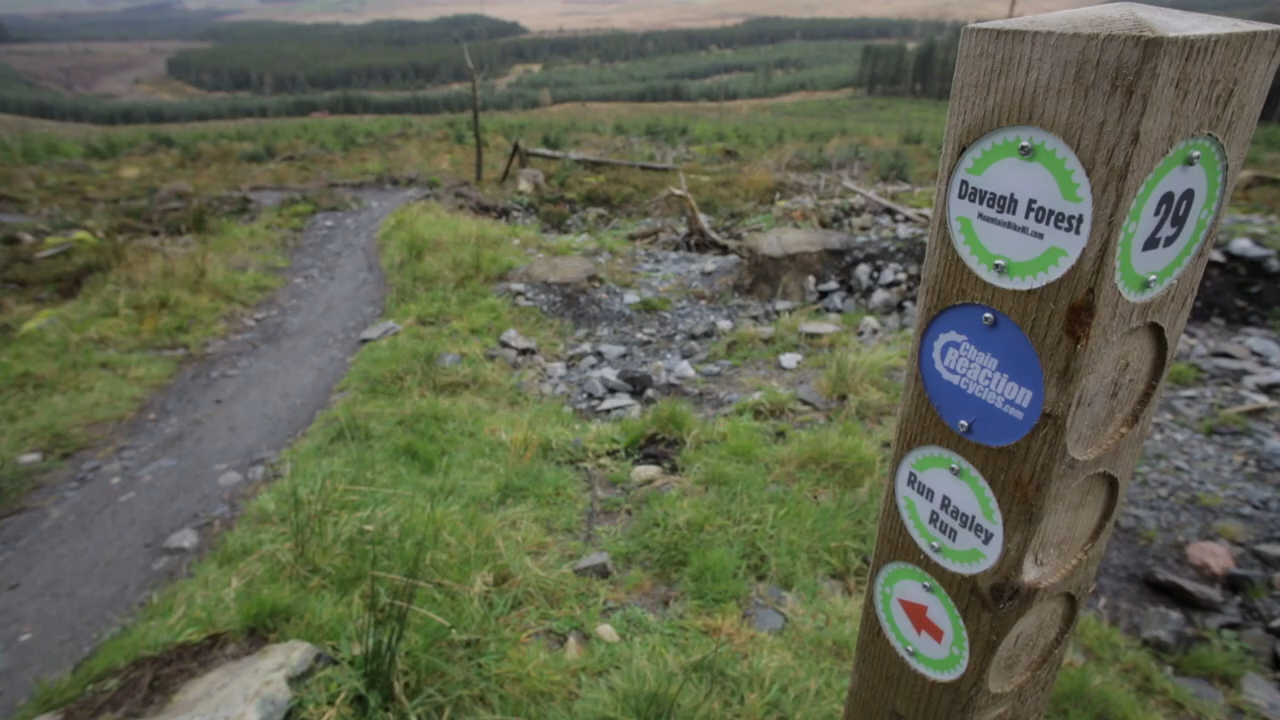 Davagh Forest
MountainBikeNI.com
29
Chain
Reaction
Cycles.com
Run Ragley
Run